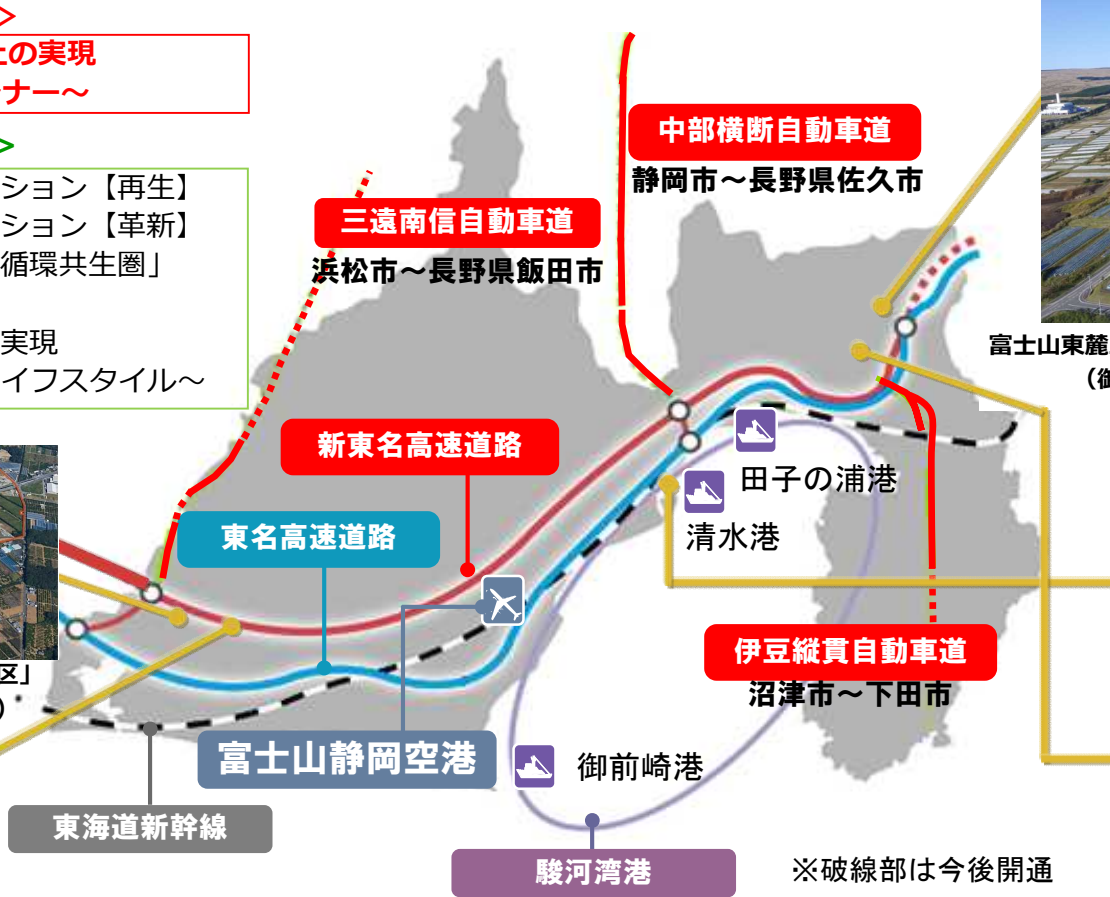 >
上の実現
ナー～
>
ション【再生】
ション【革新】
循環共生圏」
実現
イフスタイル～
中部横断自動車道
静岡市～長野県佐久市
三遠南信自動車道
浜松市～長野県飯田市
富士山東麓
（御
新東名高速道路
田子の浦港
清水港
東名高速道路
伊豆縦貫自動車道
沼津市～下田市
区」
）
富士山静岡空港
御前崎港
東海道新幹線
駿河湾港
※破線部は今後開通